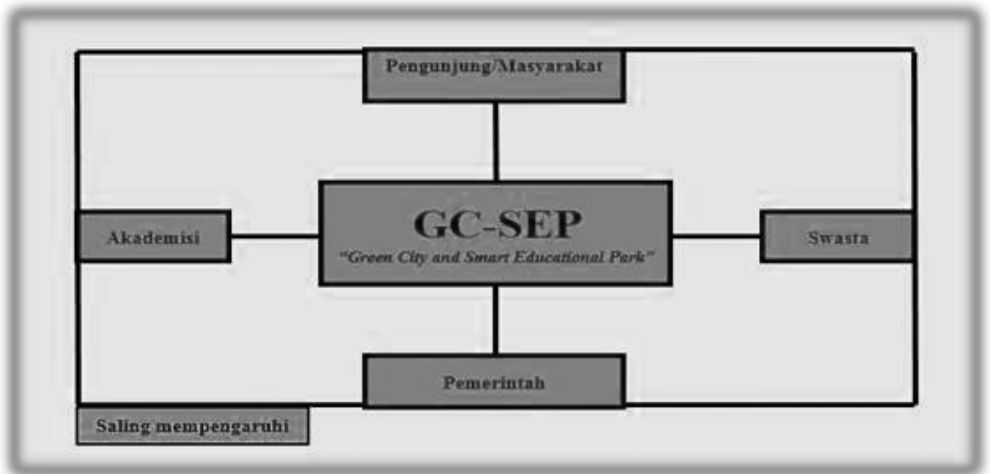 Pengunjung/Masyarakat
Akademisi
GC-SEP
“Green City and Smart Educational Park”
Swasta
Pemerintah
Saling mempengaruhi